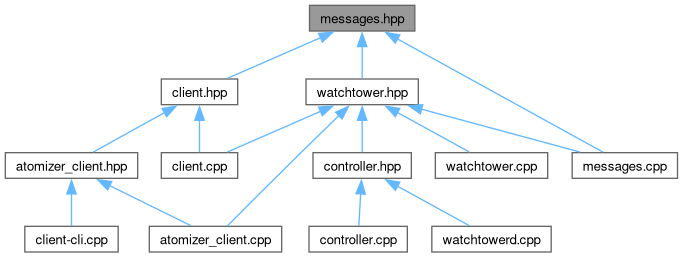 messages.hpp
client.hpp
watchtower.hpp
atomizer_client.hpp
client.cpp
controller.hpp
watchtower.cpp
messages.cpp
client-cli.cpp
atomizer_client.cpp
controller.cpp
watchtowerd.cpp